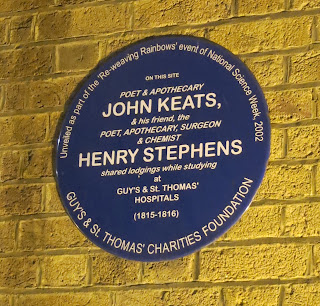 Unveiled as part of the 'Re-weaving Rainbows' event of National Science Week, 2002
ON THIS SITE
POET & APOTHECARY
JOHN KEATS,
& his friend, the
POET, APOTHECARY, SURGEON
& CHEMIST
HENRY STEPHENS
shared lodgings while studying
at
GUY'S & St. THOMAS'
HOSPITALS
(1815-1816)
GUY'S & St. THOMAS' CHARITIES FOUNDATION